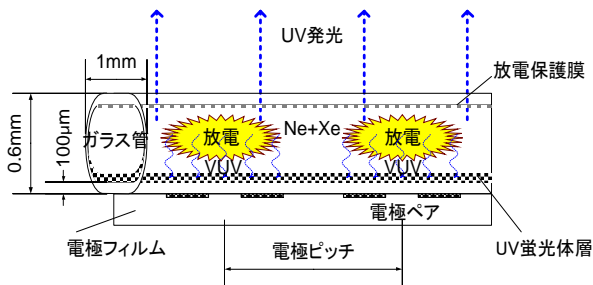 UV発光
1mm
放電保護膜
0.6mm
100μm
ガラス管
放電
Ne+Xe
放電
VUV
VUV
電極フィルム
電極ピッチ
電極ペア
UV蛍光体層